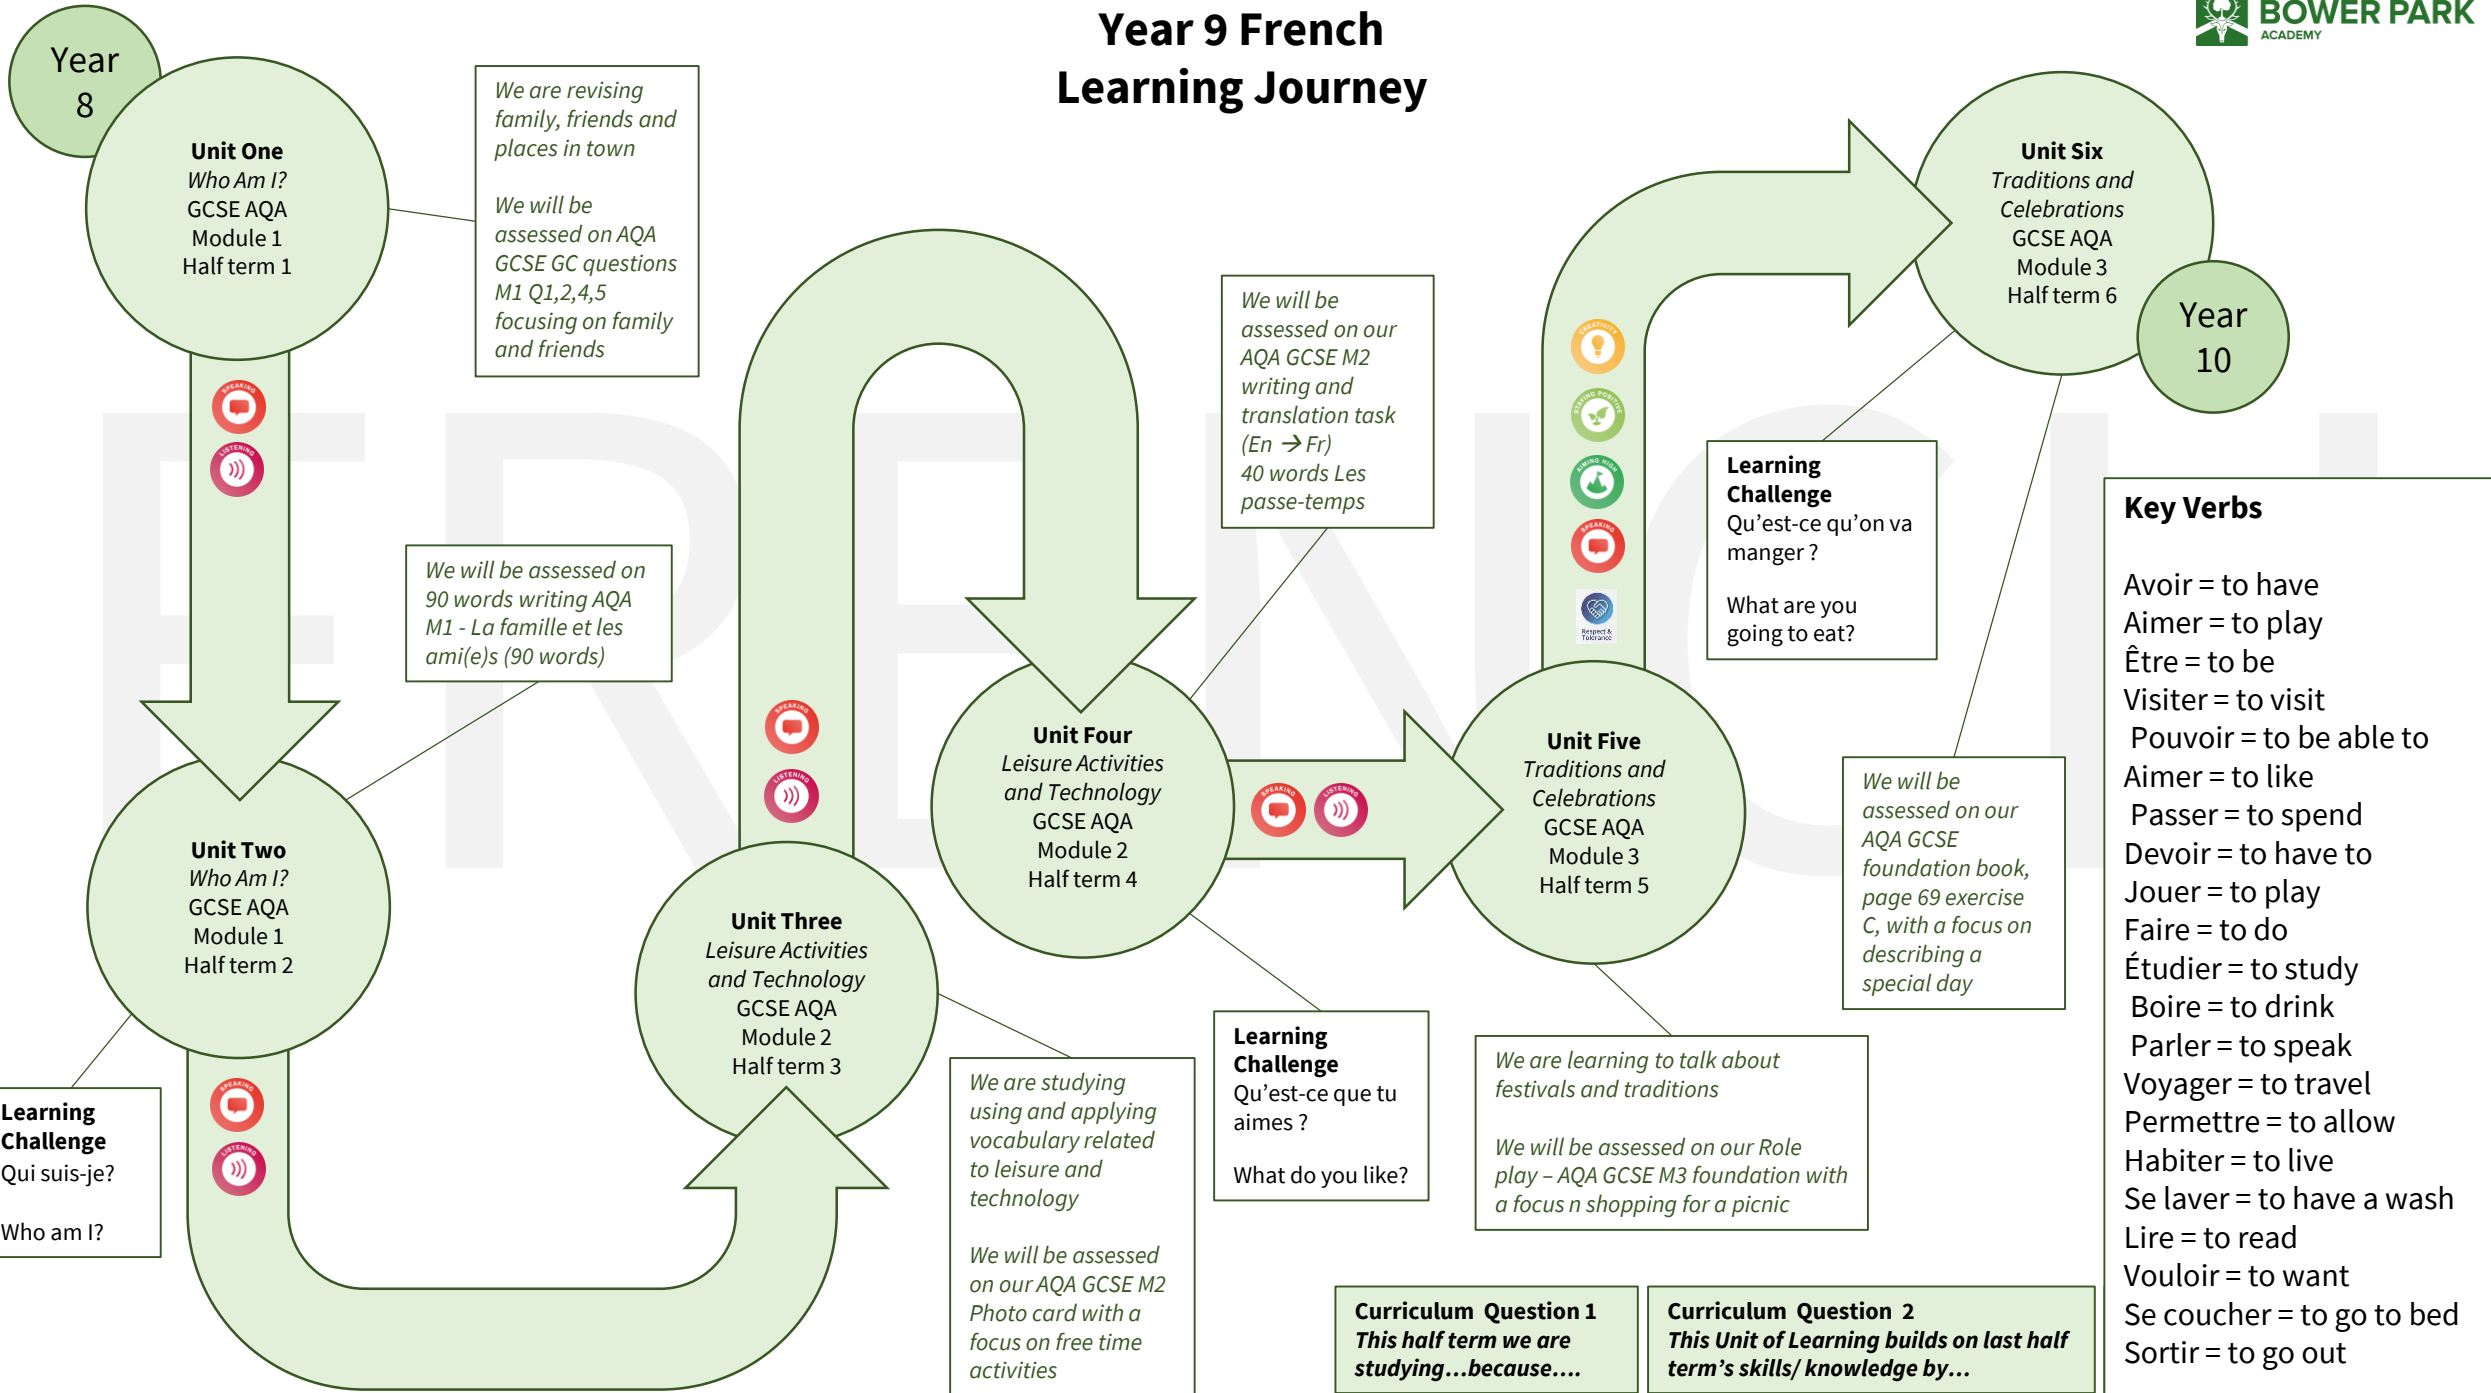 Year 9 French
Learning Journey
BOWER PARK
ACADEMY
Year
8
Unit One
Who Am I?
GCSE AQA
Module 1
Half term 1
We are revising
family, friends and
places in town
We will be
assessed on AQA
GCSE GC questions
M1 Q1,2,4,5
focusing on family
and friends
SPEAKING
LISTENING
We will be assessed on
90 words writing AQA
M1 - La famille et les
ami(e)s (90 words)
Unit Two
Who Am I?
GCSE AQA
Module 1
Half term 2
Learning
Challenge
Qui suis-je?
Who am I?
SPEAKING
LISTENING
Unit Three
Leisure Activities
and Technology
GCSE AQA
Module 2
Half term 3
We are studying
using and applying
vocabulary related
to leisure and
technology
We will be assessed
on our AQA GCSE M2
Photo card with a
focus on free time
activities
SPEAKING
LISTENING
We will be
assessed on our
AQA GCSE M2
writing and
translation task
(En → Fr)
40 words Les
passe-temps
Unit Four
Leisure Activities
and Technology
GCSE AQA
Module 2
Half term 4
Learning
Challenge
Qu’est-ce que tu
aimes ?
What do you like?
SPEAKING
LISTENING
Unit Five
Traditions and
Celebrations
GCSE AQA
Module 3
Half term 5
We are learning to talk about
festivals and traditions
We will be assessed on our Role
play – AQA GCSE M3 foundation with
a focus n shopping for a picnic
CREATIVITY
STAYING POSITIVE
AIMING HIGH
SPEAKING
Respect &
Tolerance
Unit Six
Traditions and
Celebrations
GCSE AQA
Module 3
Half term 6
Year
10
Learning
Challenge
Qu’est-ce qu’on va
manger ?
What are you
going to eat?
We will be
assessed on our
AQA GCSE
foundation book,
page 69 exercise
C, with a focus on
describing a
special day
Key Verbs
Avoir = to have
Aimer = to play
Être = to be
Visiter = to visit
Pouvoir = to be able to
Aimer = to like
Passer = to spend
Devoir = to have to
Jouer = to play
Faire = to do
Étudier = to study
Boire = to drink
Parler = to speak
Voyager = to travel
Permettre = to allow
Habiter = to live
Se laver = to have a wash
Lire = to read
Vouloir = to want
Se coucher = to go to bed
Sortir = to go out
Curriculum Question 1
This half term we are
studying…because….
Curriculum Question 2
This Unit of Learning builds on last half
term’s skills/ knowledge by…
FRENCH